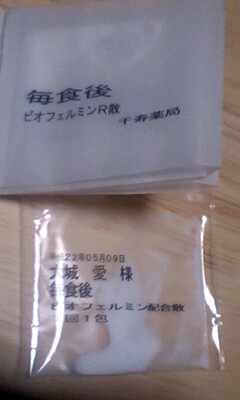 毎食後
ビオフェルミンR散
千寿薬局
平成22年05月09日
大城 愛 様
毎食後
ビオフェルミン配合散
1回1包